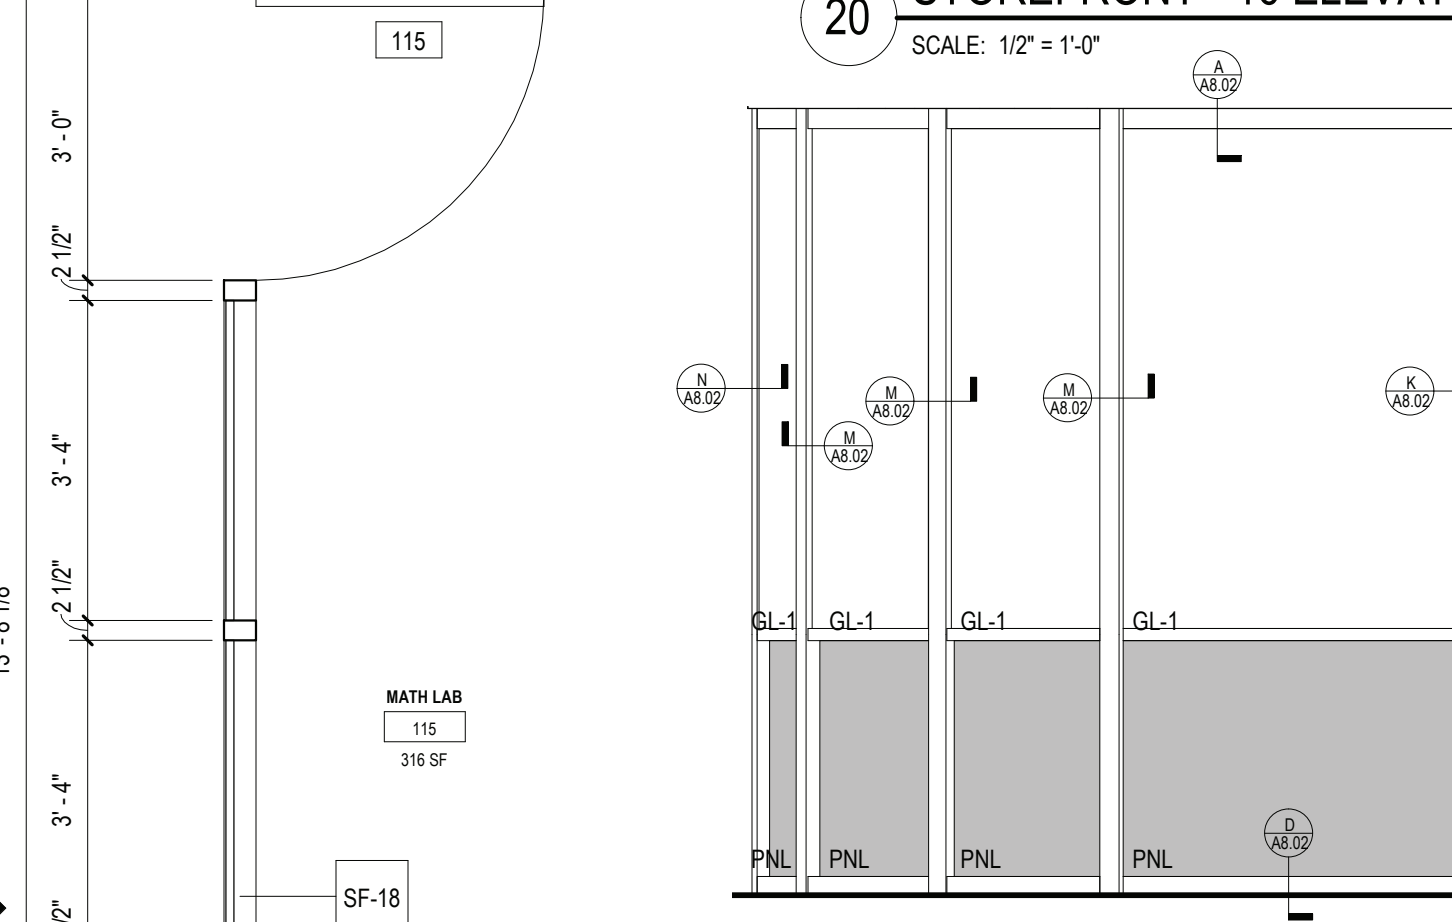 115
20
SCALE: 1/2" = 1'-0"
A
A8.02
3' - 0"
2 1/2"
3' - 4"
2 1/2"
3' - 4"
N
A8.02
M
A8.02
M
A8.02
M
A8.02
K
A8.02
GL-1
GL-1
GL-1
GL-1
MATH LAB
115
316 SF
PNL
PNL
PNL
PNL
D
A8.02
SF-18